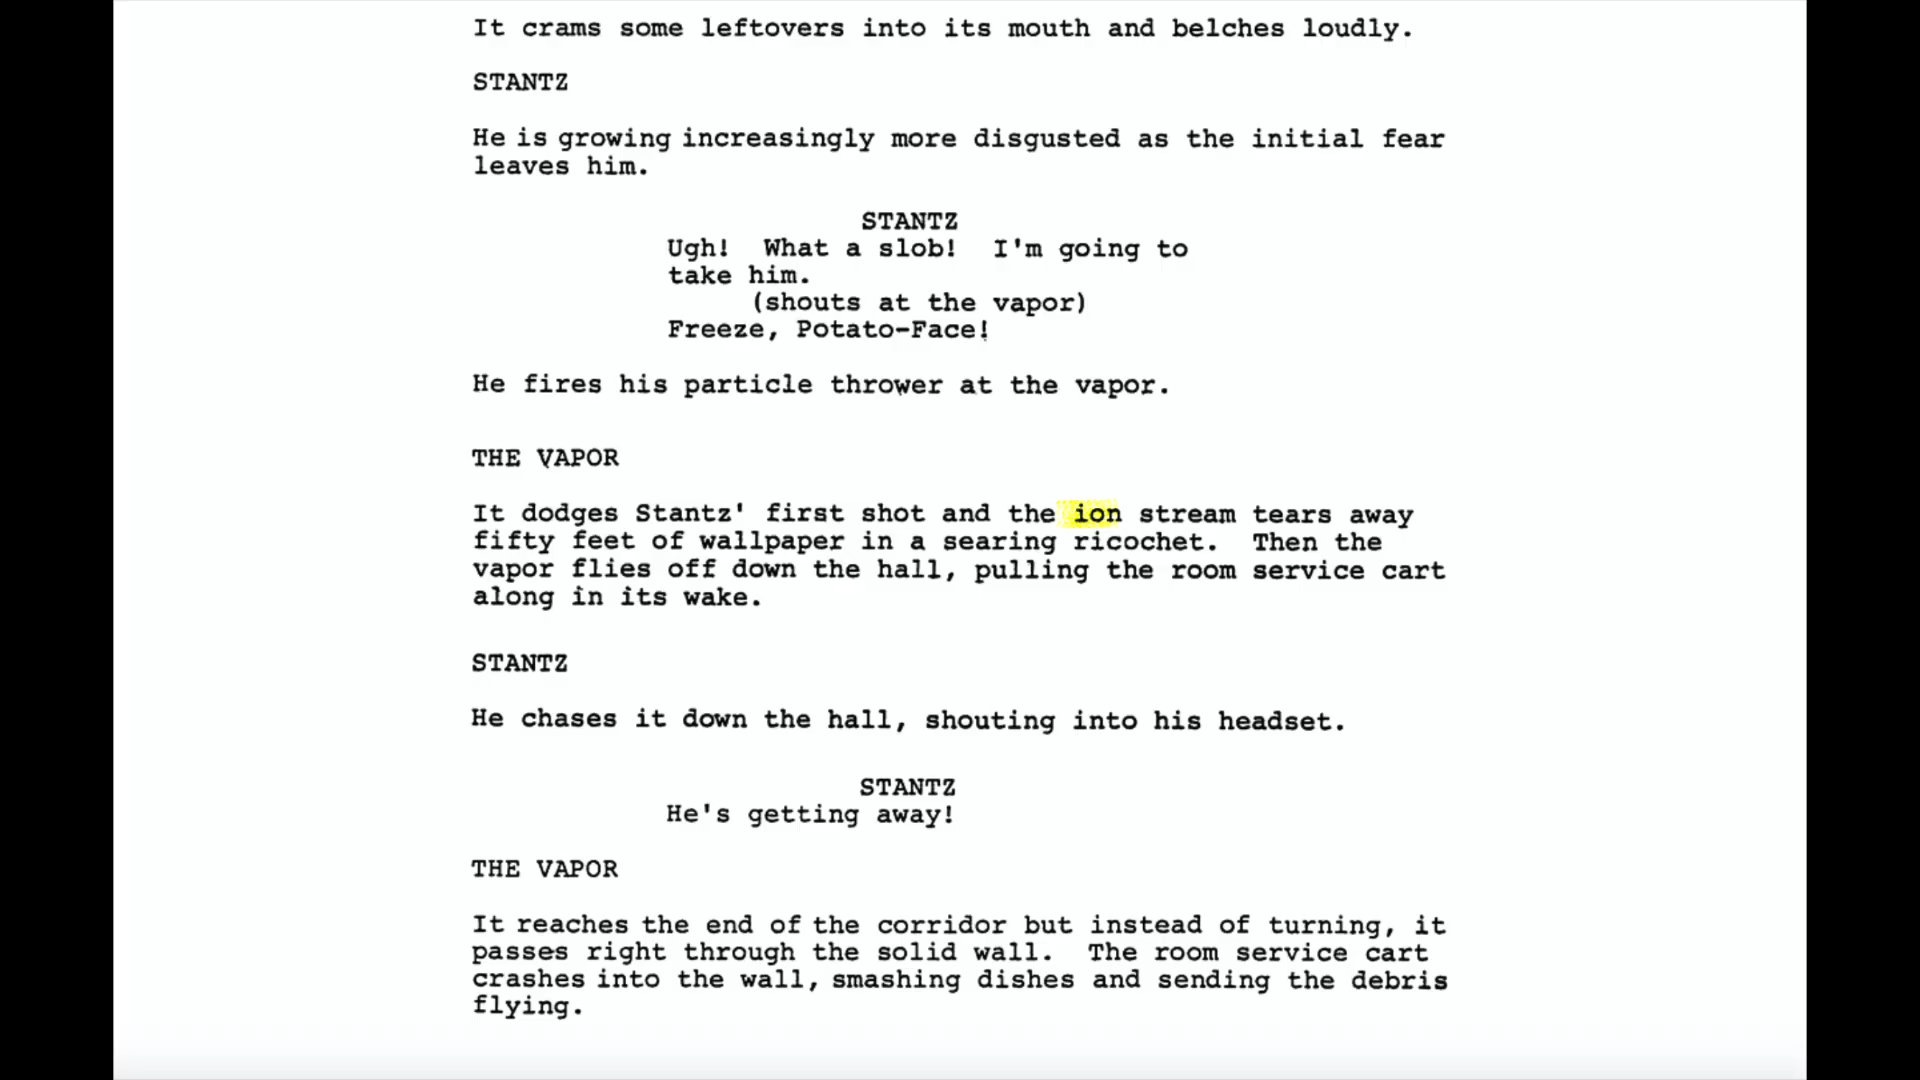 It crams some leftovers into its mouth and belches loudly.
STANTZ
He is growing increasingly more disgusted as the initial fear
leaves him.
STANTZ
Ugh!  What a slob!  I'm going to
take him.
(shouts at the vapor)
Freeze, Potato-Face!
He fires his particle thrower at the vapor.
THE VAPOR
It dodges Stantz' first shot and the ion stream tears away
fifty feet of wallpaper in a searing ricochet.  Then the
vapor flies off down the hall, pulling the room service cart
along in its wake.
STANTZ
He chases it down the hall, shouting into his headset.
STANTZ
He's getting away!
THE VAPOR
It reaches the end of the corridor but instead of turning, it
passes right through the solid wall.  The room service cart
crashes into the wall, smashing dishes and sending the debris
flying.